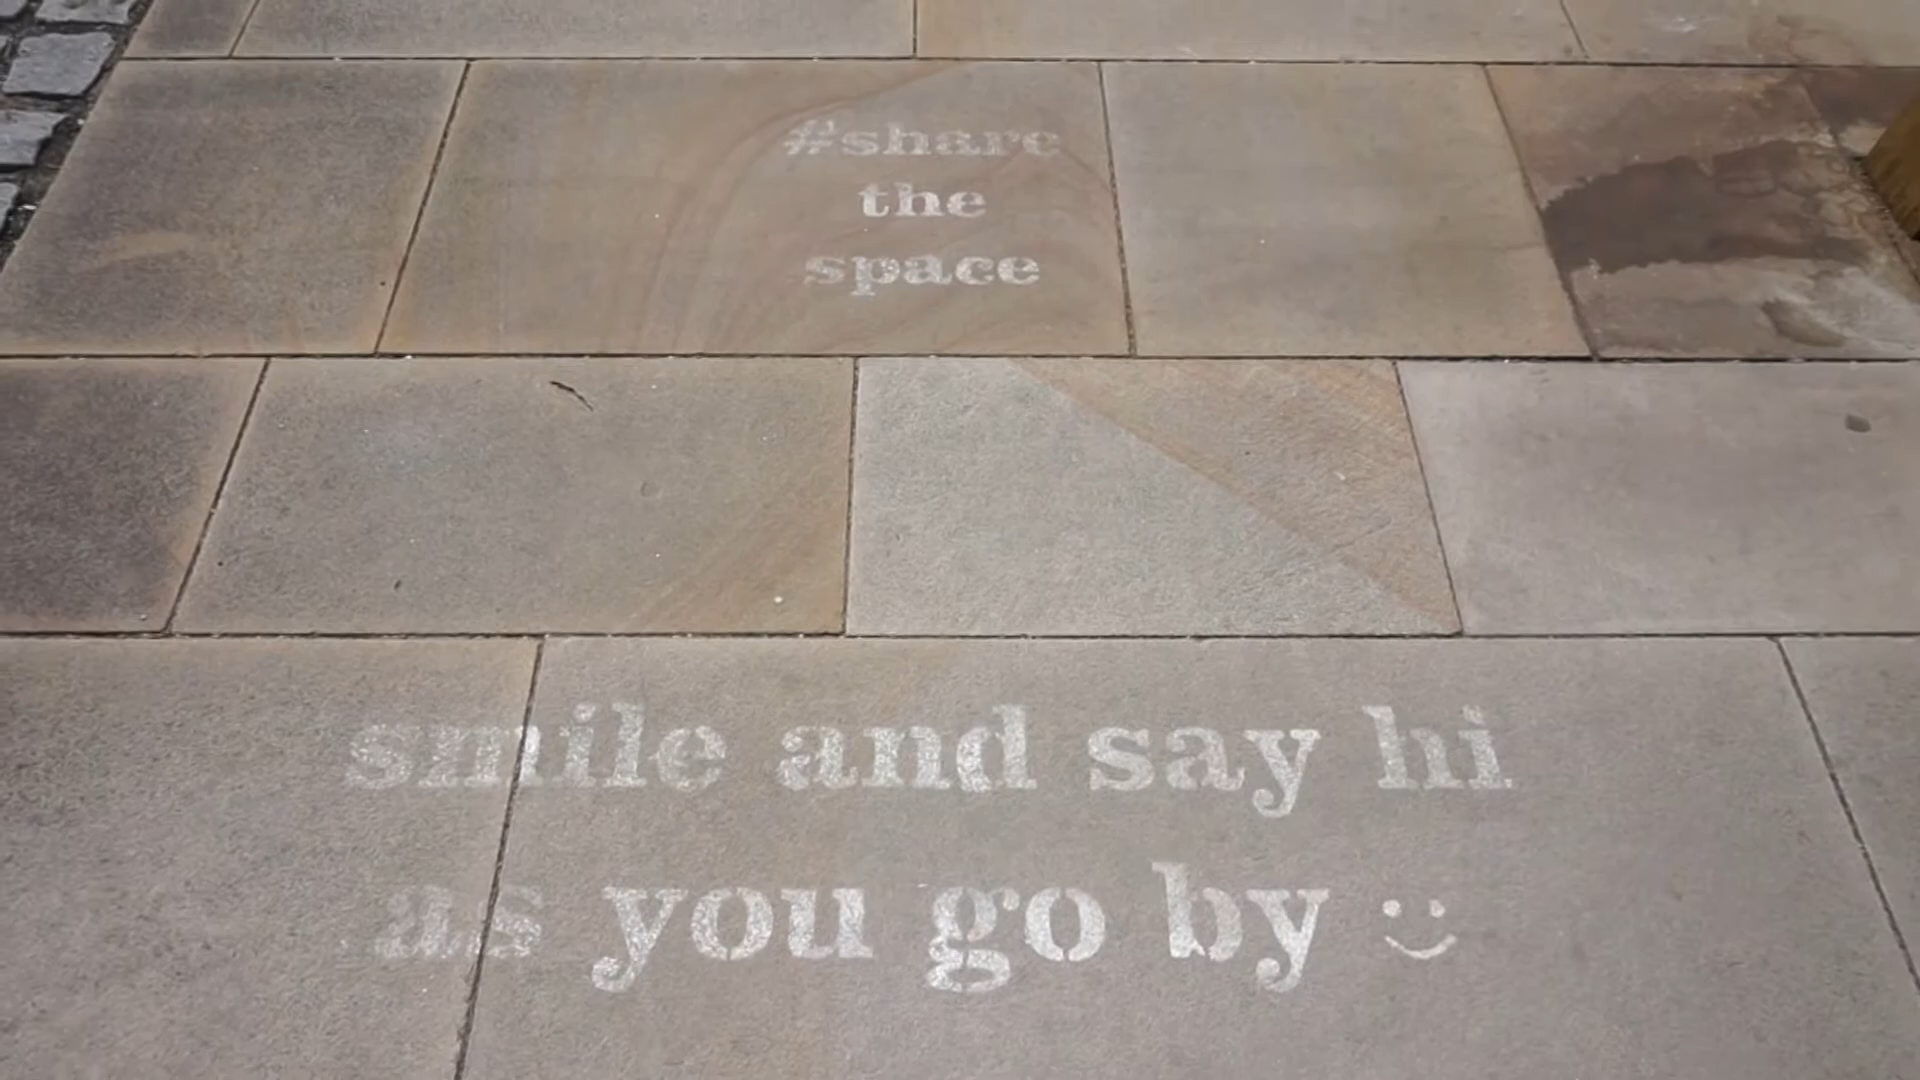 #share
the
space
smile and say hi
as you go by :)